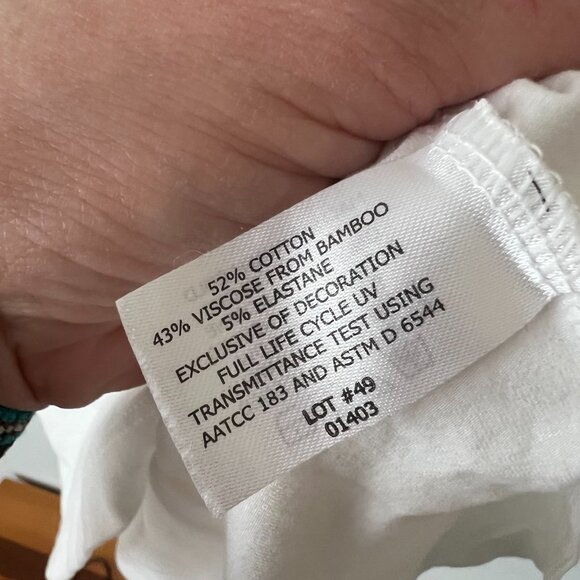 52% COTTON
43% VISCOSE FROM BAMBOO
5% ELASTANE
EXCLUSIVE OF DECORATION
FULL LIFE CYCLE UV
TRANSMITTANCE TEST USING
AATCC 183 AND ASTM D 6544
LOT #49
01403